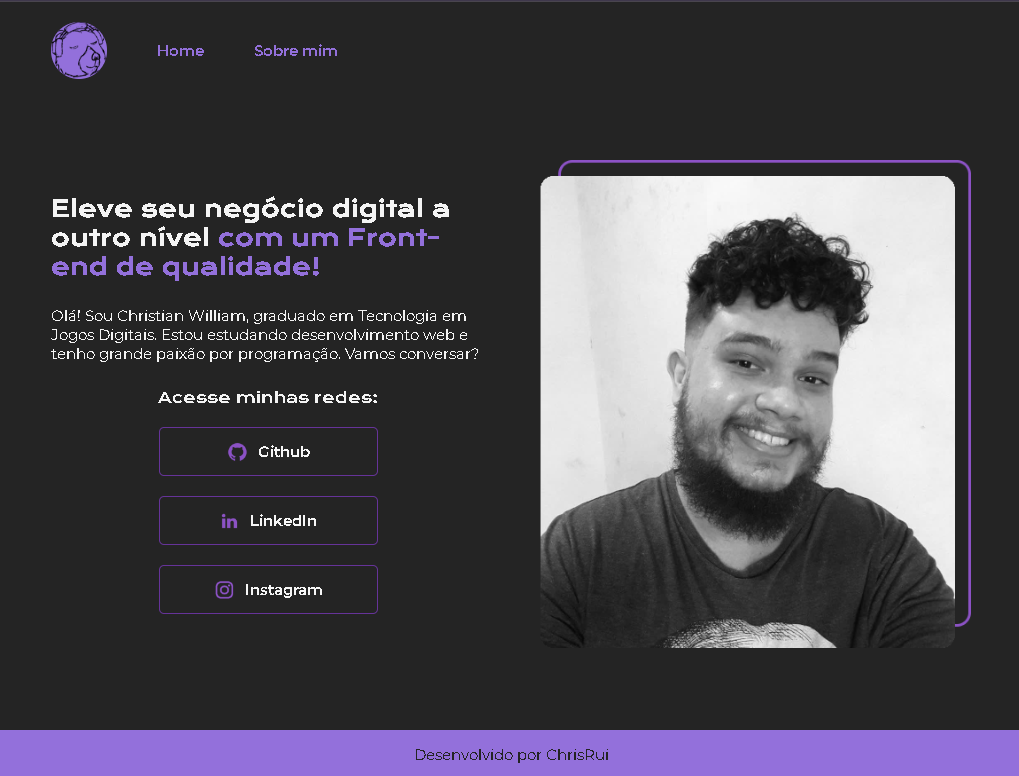 Home Sobre mim
Eleve seu negócio digital a
outro nível com um Front-
end de qualidade!
Olá! Sou Christian William, graduado em Tecnologia em
Jogos Digitais. Estou estudando desenvolvimento web e
tenho grande paixão por programação. Vamos conversar?
Acesse minhas redes:
Github
LinkedIn
Instagram
Desenvolvido por ChrisRui